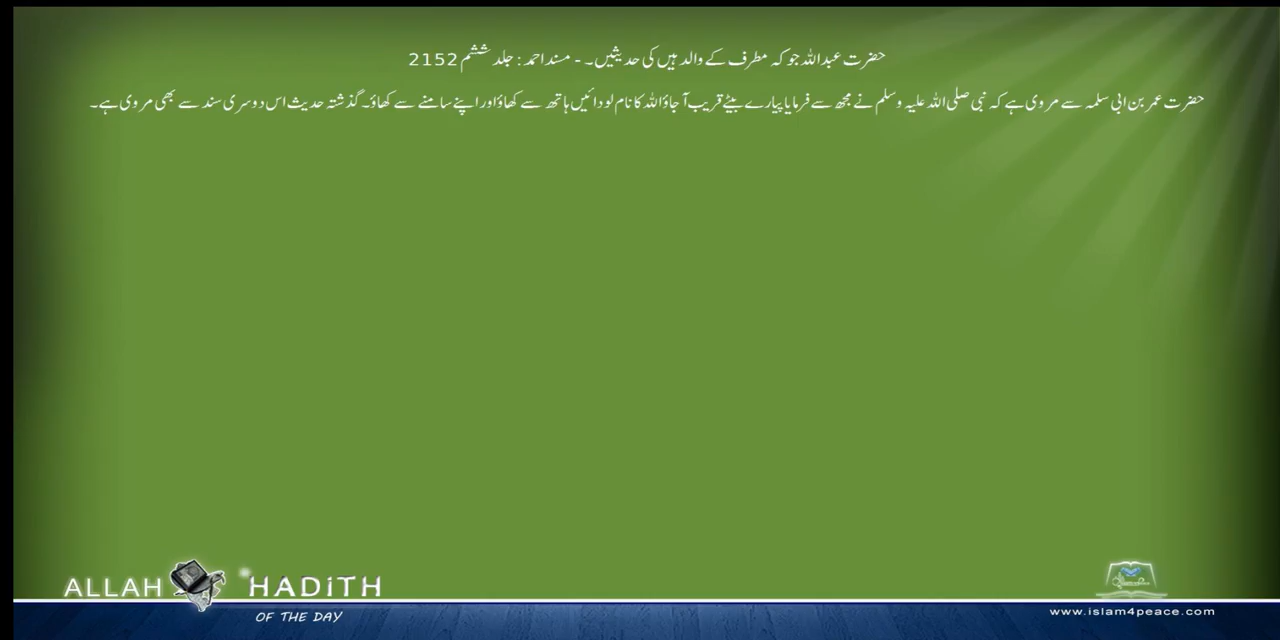 حضرت عبداللہ جو کہ مطرف کے والد ہیں کی حدیثیں۔ - مسند احمد : جلد ششم 2152
حضرت عمر بن ابی سلمہ سے مروی ہے کہ نبی صلی اللہ علیہ وسلم نے مجھ سے فرمایا پیارے بیٹے قریب آجاؤ اللہ کا نام لو دائیں ہاتھ سے کھاؤ اور اپنے سامنے سے کھاؤ۔ گذشتہ حدیث اس دوسری سند سے بھی مروی ہے۔
ALLAH HADITH
OF THE DAY
www.islam4peace.com